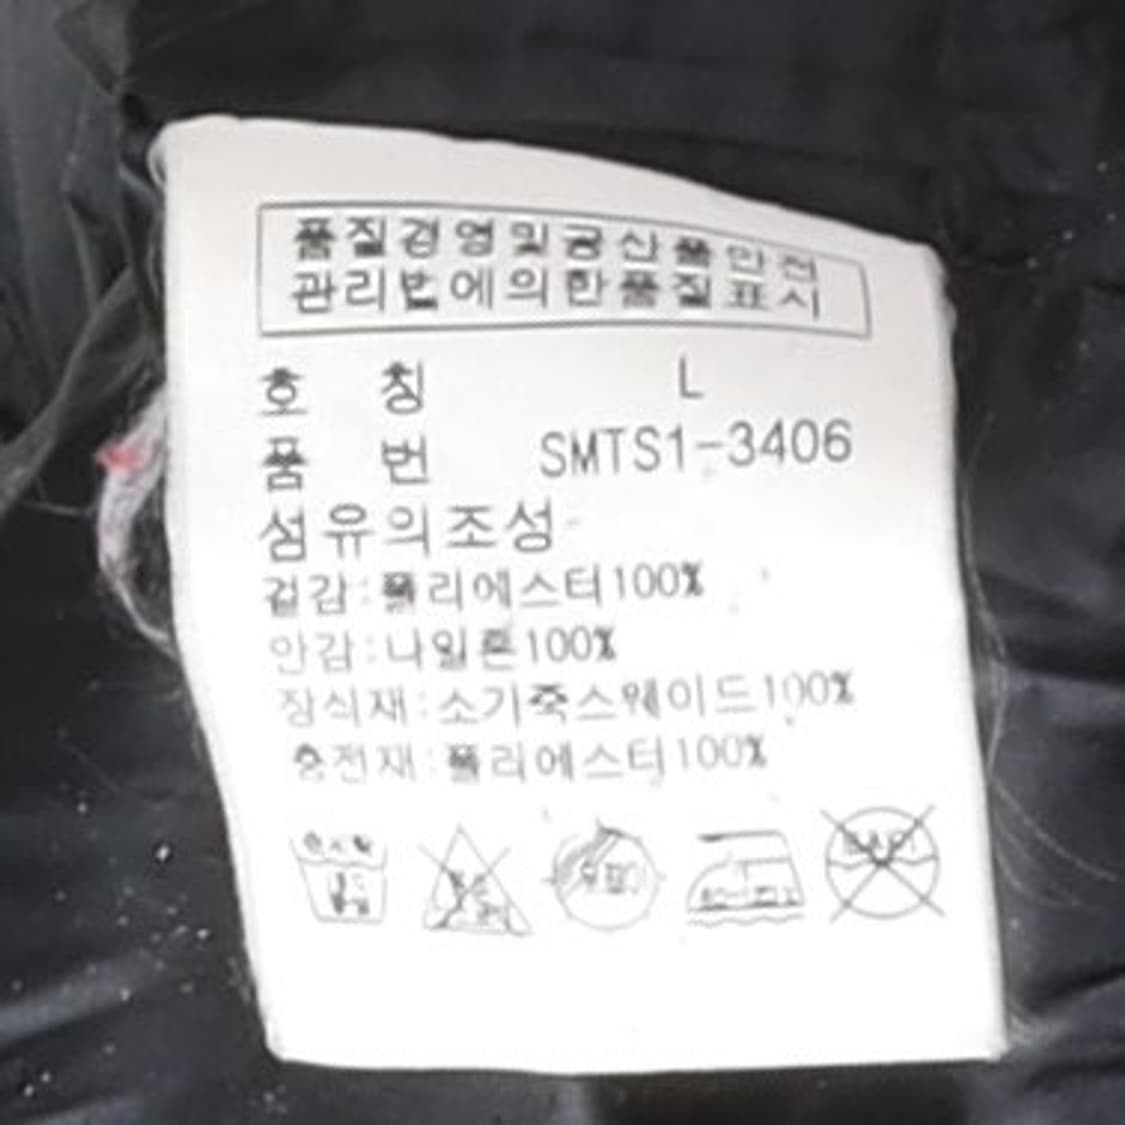 품질경영및공산품안전
관리법에의한품질표시
호 칭 L
품 번 SMTS1-3406
섬유의조성
겉감:폴리에스터100%
안감:나일론100%
장식재:소가죽스웨이드100%
충전재:폴리에스터100%